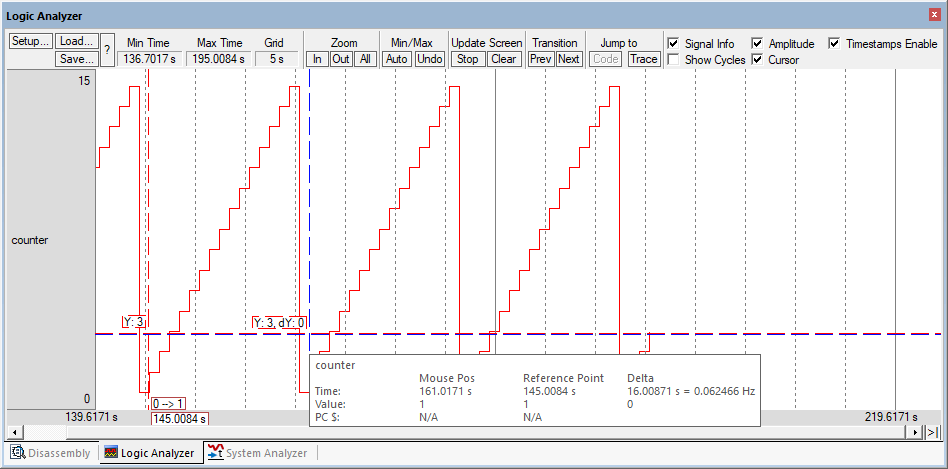 Logic Analyzer
Setup... Load... Save... ? Min Time Max Time Grid Zoom Min/Max Update Screen Transition Jump to Signal Info Amplitude Timestamps Enable
136.7017 s 195.0084 s 5 s In Out All Auto Undo Stop Clear Prev Next Code Trace Show Cycles Cursor
15
counter
Y: 3 Y: 3, dY: 0
0
0 --> 1
139.6171 s 145.0084 s 219.6171 s
counter
Mouse Pos Reference Point Delta
Time: 161.0171 s 145.0084 s 16.00871 s = 0.062466 Hz
Value: 1 1 0
PC $: N/A N/A
Disassembly Logic Analyzer System Analyzer